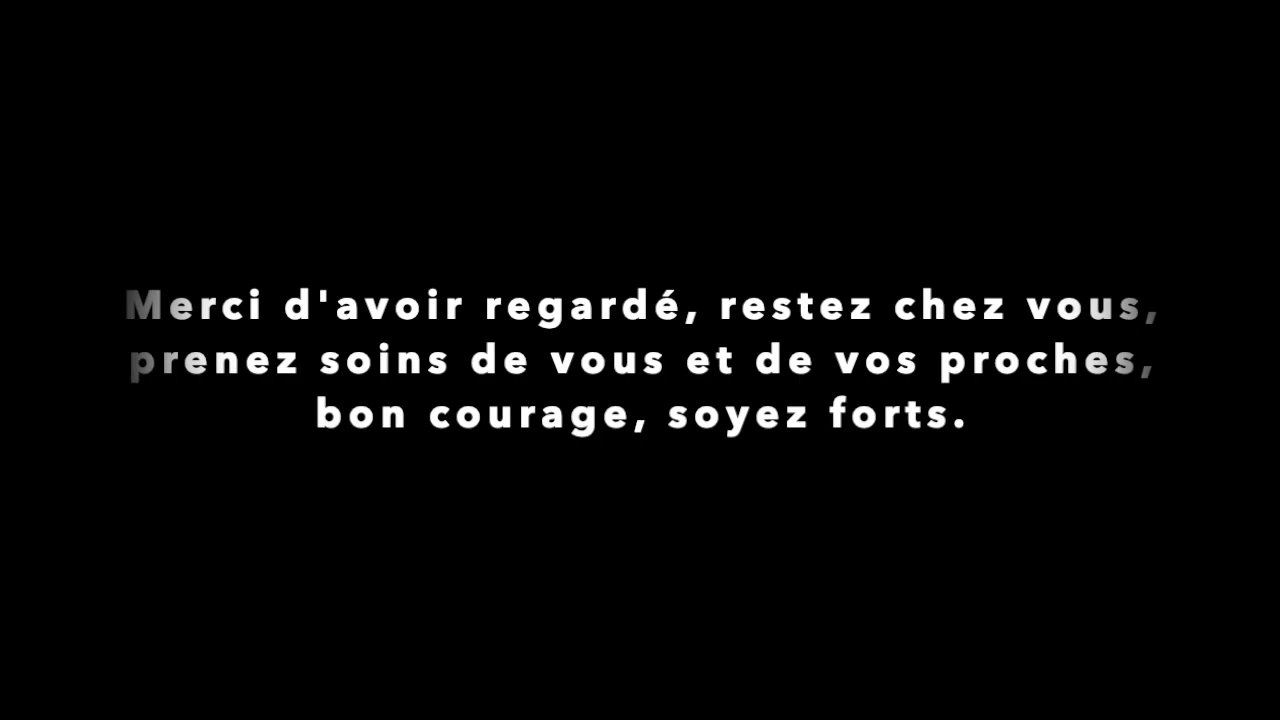 Merci d'avoir regardé, restez chez vous,
prenez soins de vous et de vos proches,
bon courage, soyez forts.